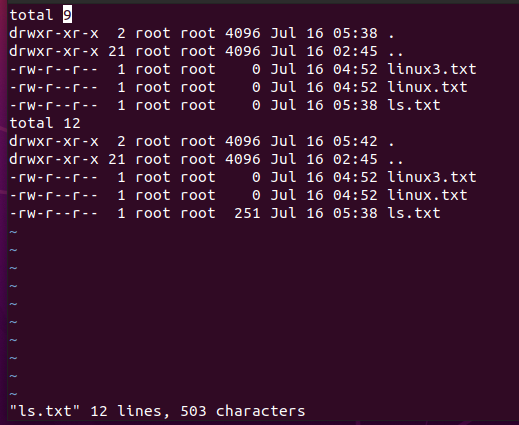 total 9
drwxr-xr-x  2 root root 4096 Jul 16 05:38 .
drwxr-xr-x 21 root root 4096 Jul 16 02:45 ..
-rw-r--r--  1 root root    0 Jul 16 04:52 linux3.txt
-rw-r--r--  1 root root    0 Jul 16 04:52 linux.txt
-rw-r--r--  1 root root    0 Jul 16 05:38 ls.txt
total 12
drwxr-xr-x  2 root root 4096 Jul 16 05:42 .
drwxr-xr-x 21 root root 4096 Jul 16 02:45 ..
-rw-r--r--  1 root root    0 Jul 16 04:52 linux3.txt
-rw-r--r--  1 root root    0 Jul 16 04:52 linux.txt
-rw-r--r--  1 root root  251 Jul 16 05:38 ls.txt
~
~
~
~
~
~
~
~
~
~
"ls.txt" 12 lines, 503 characters